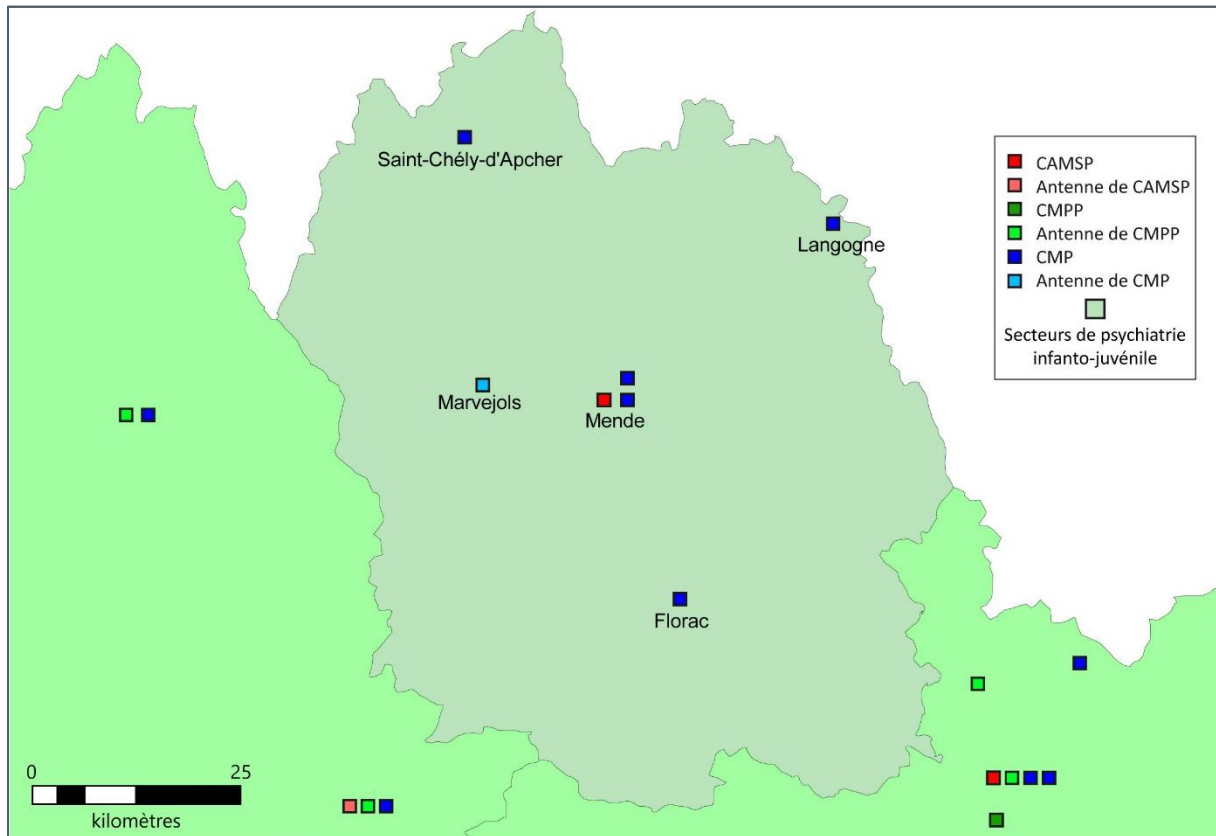 Saint-Chély-d'Apcher
Langogne
Marvejols
Mende
Florac
CAMSP
Antenne de CAMSP
CMPP
Antenne de CMPP
CMP
Antenne de CMP
Secteurs de psychiatrie
infanto-juvénile
0 25
kilomètres